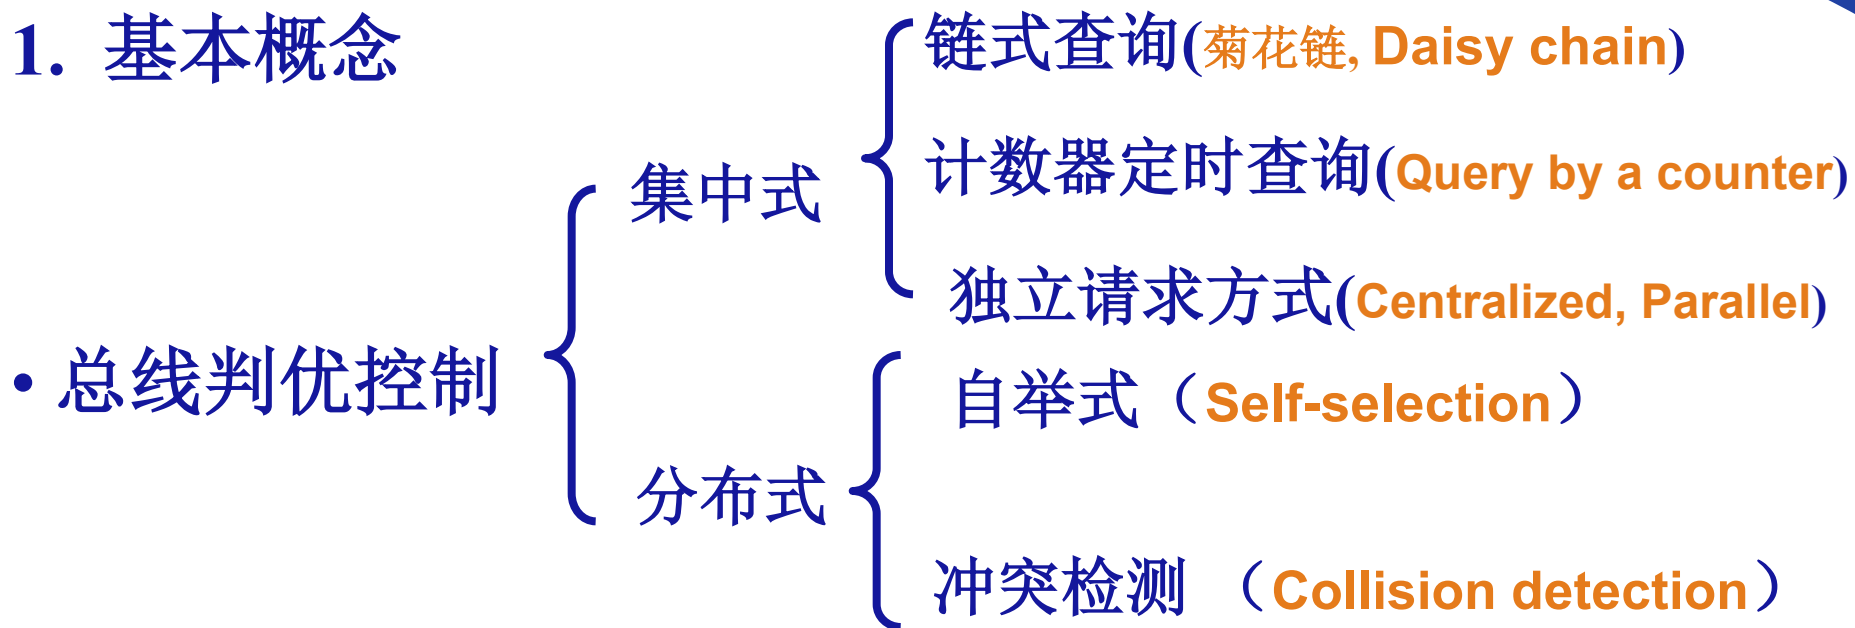 1. 基本概念
• 总线判优控制
集中式
链式查询(菊花链, Daisy chain)
计数器定时查询(Query by a counter)
独立请求方式(Centralized, Parallel)
分布式
自举式（Self-selection）
冲突检测 （Collision detection）